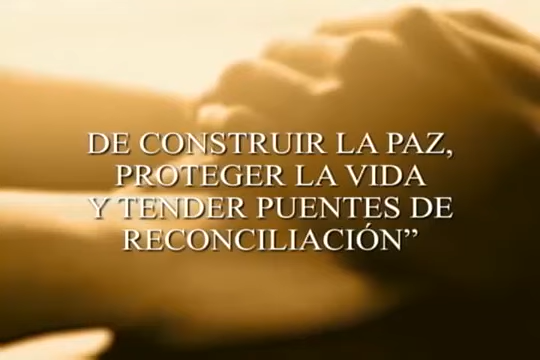 DE CONSTRUIR LA PAZ,
PROTEGER LA VIDA
Y TENDER PUENTES DE
RECONCILIACIÓN”